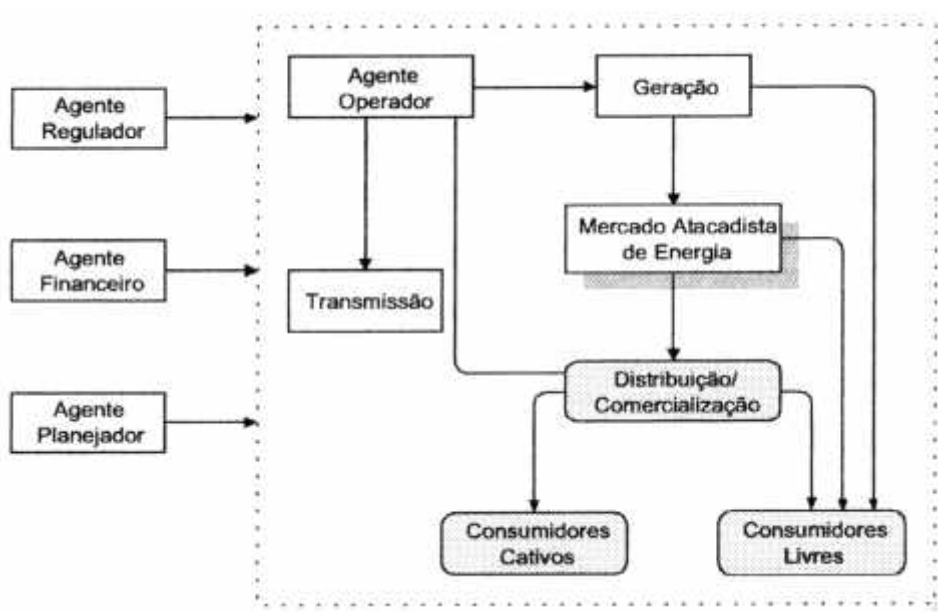 Agente
Regulador
Agente
Financeiro
Agente
Planejador
Agente
Operador
Geração
Mercado Atacadista
de Energia
Transmissão
Distribuição/
Comercialização
Consumidores
Cativos
Consumidores
Livres